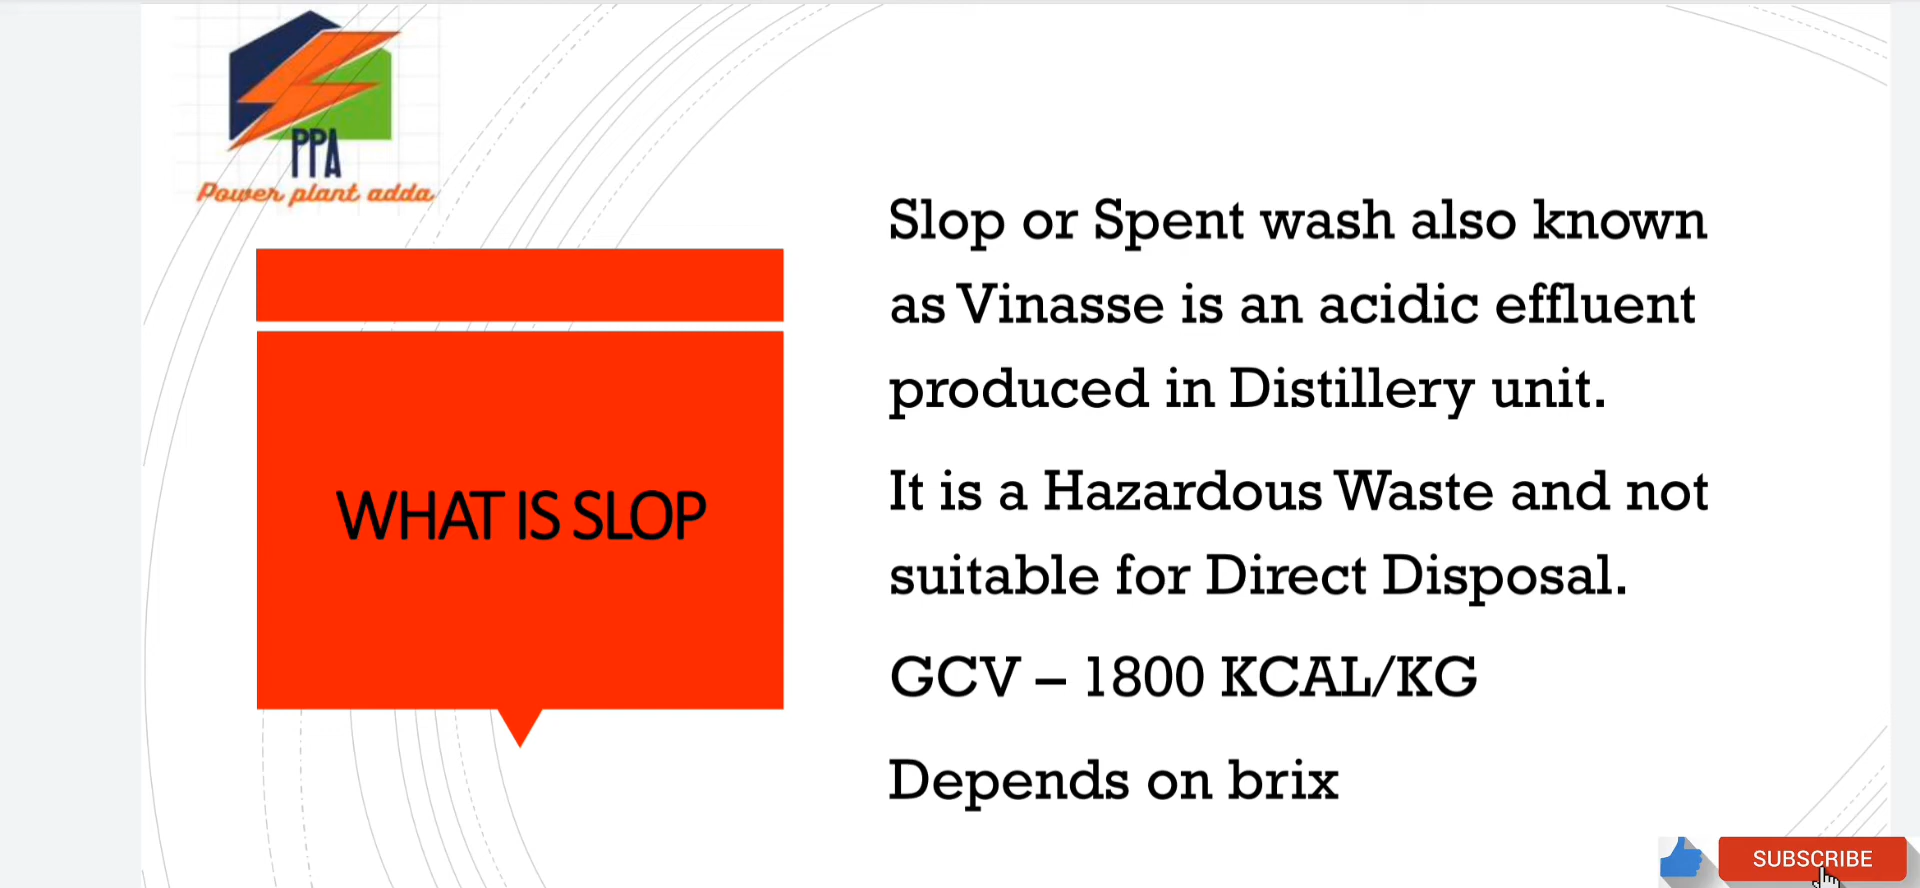 PPA
Power plant adda
WHAT IS SLOP
Slop or Spent wash also known
as Vinasse is an acidic effluent
produced in Distillery unit.
It is a Hazardous Waste and not
suitable for Direct Disposal.
GCV – 1800 KCAL/KG
Depends on brix
SUBSCRIBE